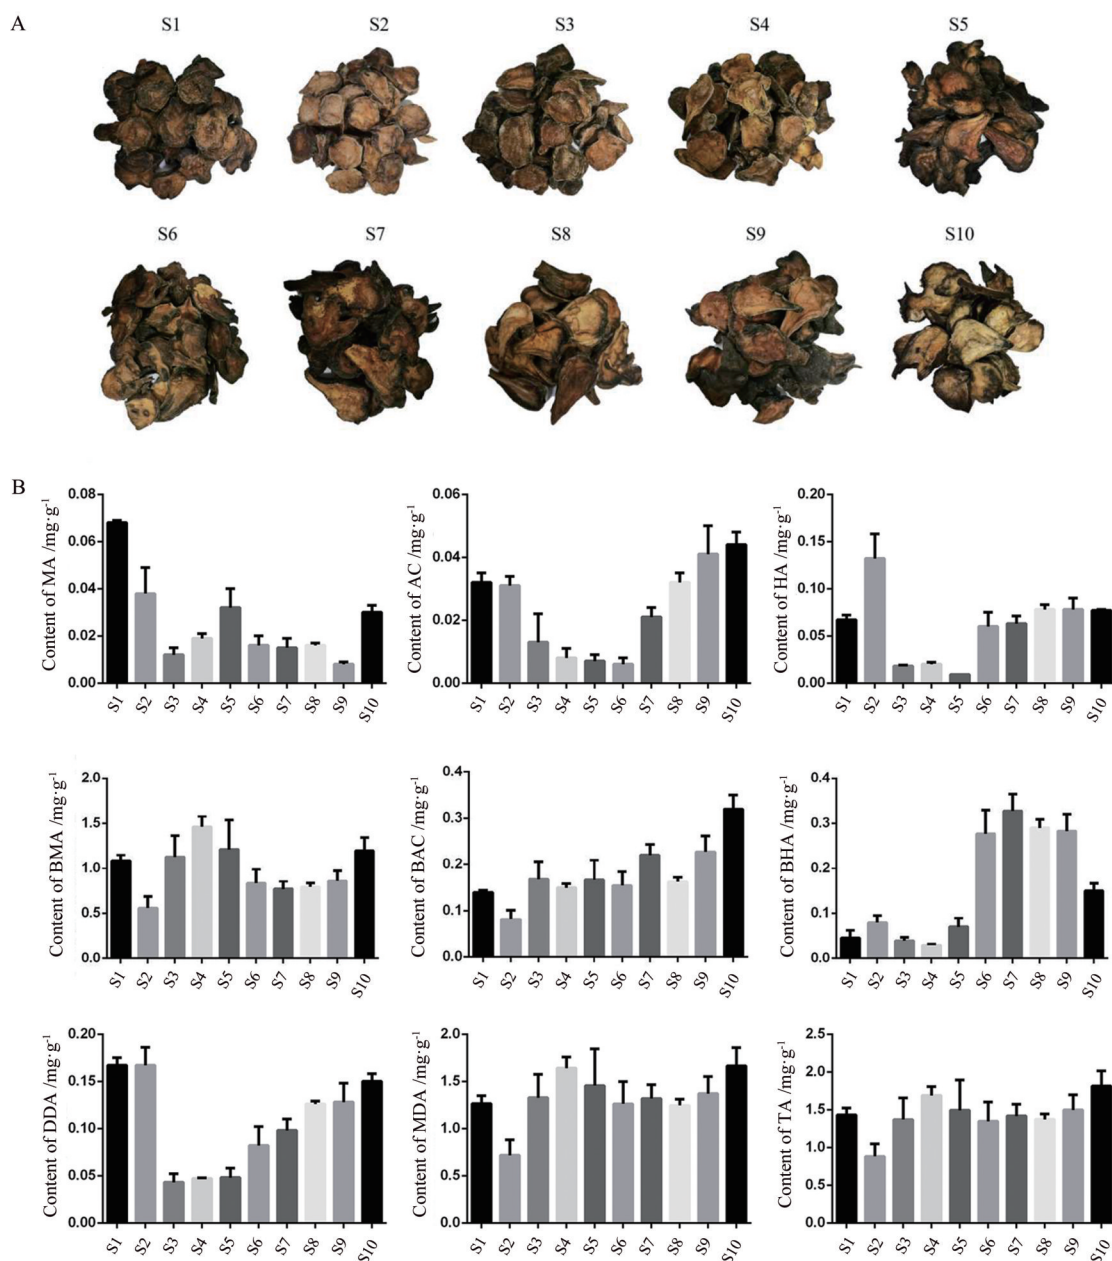 A
S1 S2 S3 S4 S5
S6 S7 S8 S9 S10
B
Content of MA /mg·g⁻¹
0.08
0.06
0.04
0.02
0.00
S1 S2 S3 S4 S5 S6 S7 S8 S9 S10
Content of AC /mg·g⁻¹
0.06
0.04
0.02
0.00
S1 S2 S3 S4 S5 S6 S7 S8 S9 S10
Content of HA /mg·g⁻¹
0.20
0.15
0.10
0.05
0.00
S1 S2 S3 S4 S5 S6 S7 S8 S9 S10
Content of BMA /mg·g⁻¹
2.0
1.5
1.0
0.5
0.0
S1 S2 S3 S4 S5 S6 S7 S8 S9 S10
Content of BAC /mg·g⁻¹
0.4
0.3
0.2
0.1
0.0
S1 S2 S3 S4 S5 S6 S7 S8 S9 S10
Content of BHA /mg·g⁻¹
0.4
0.3
0.2
0.1
0.0
S1 S2 S3 S4 S5 S6 S7 S8 S9 S10
Content of DDA /mg·g⁻¹
0.20
0.15
0.10
0.05
0.00
S1 S2 S3 S4 S5 S6 S7 S8 S9 S10
Content of MDA /mg·g⁻¹
2.0
1.5
1.0
0.5
0.0
S1 S2 S3 S4 S5 S6 S7 S8 S9 S10
Content of TA /mg·g⁻¹
2.5
2.0
1.5
1.0
0.5
0.0
S1 S2 S3 S4 S5 S6 S7 S8 S9 S10